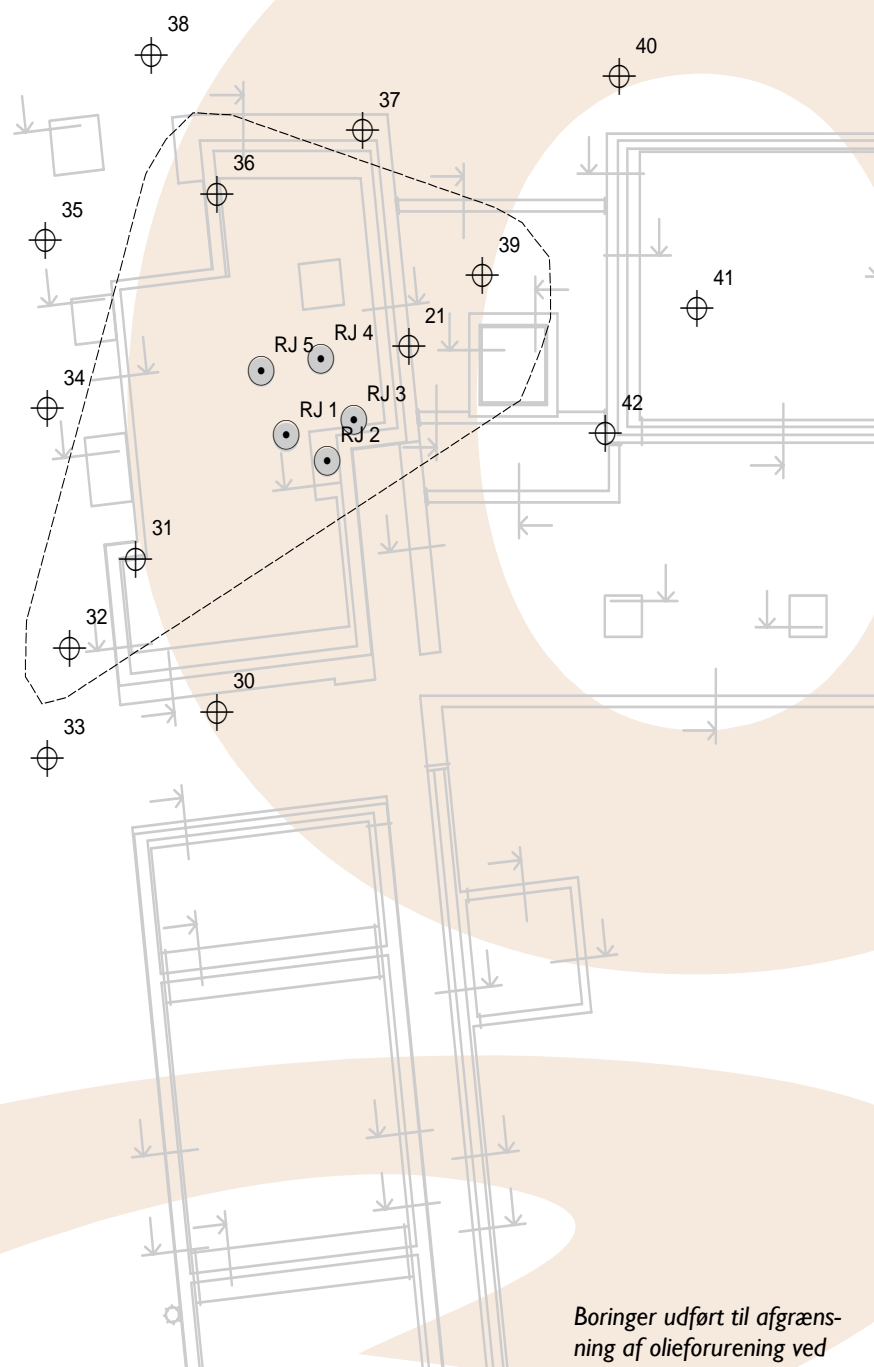 38
40
37
36
35
39
41
21
RJ 4
RJ 5
34
RJ 3
RJ 1
42
RJ 2
31
32
30
33
Boringer udført til afgræns-
ning af olieforurening ved